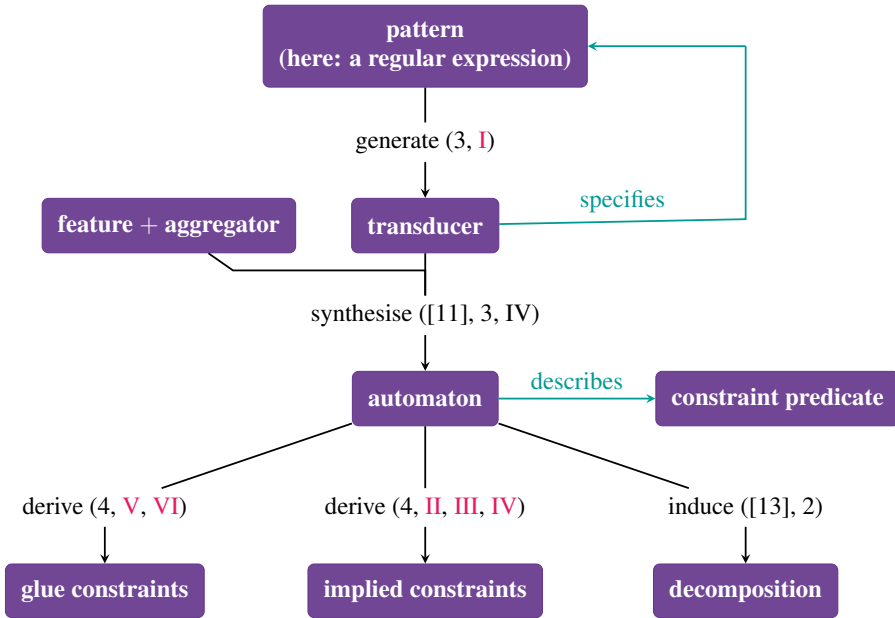 pattern
(here: a regular expression)
generate (3, I)
specifies
feature + aggregator
transducer
synthesise ([11], 3, IV)
describes
automaton
constraint predicate
derive (4, V, VI)
derive (4, II, III, IV)
induce ([13], 2)
glue constraints
implied constraints
decomposition